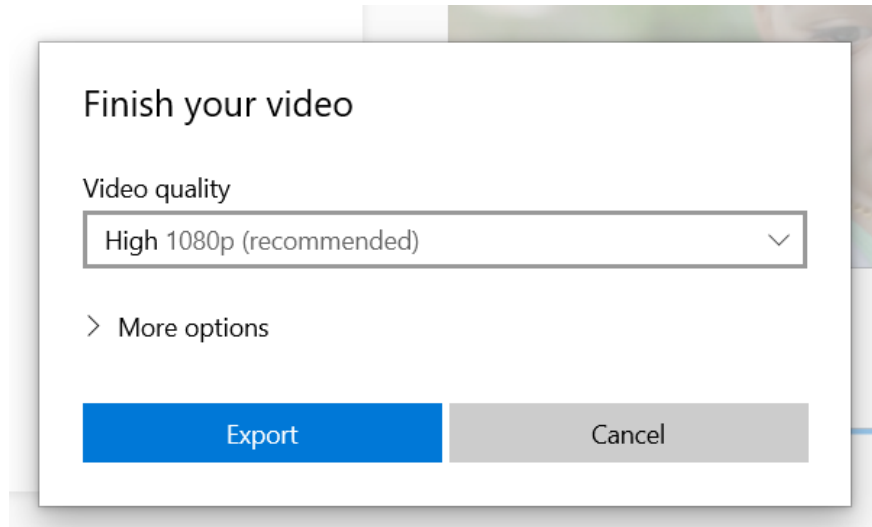 Finish your video
Video quality
High 1080p (recommended)
More options
Export
Cancel